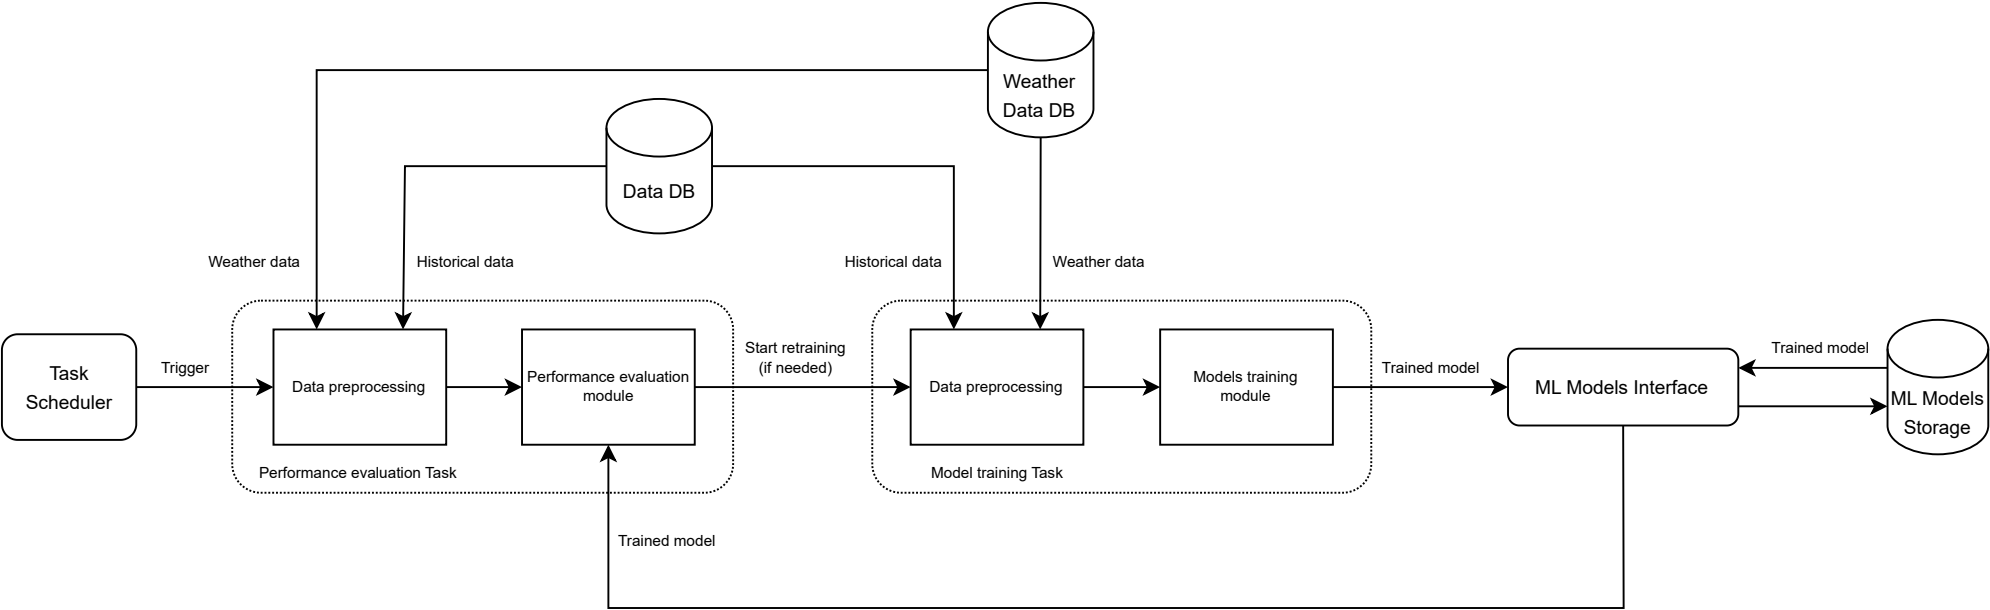 Weather
Data DB
Data DB
Weather data
Historical data
Historical data
Weather data
Task
Scheduler
Trigger
Data preprocessing
Performance evaluation
module
Performance evaluation Task
Start retraining
(if needed)
Data preprocessing
Models training
module
Model training Task
Trained model
ML Models Interface
Trained model
ML Models
Storage
Trained model